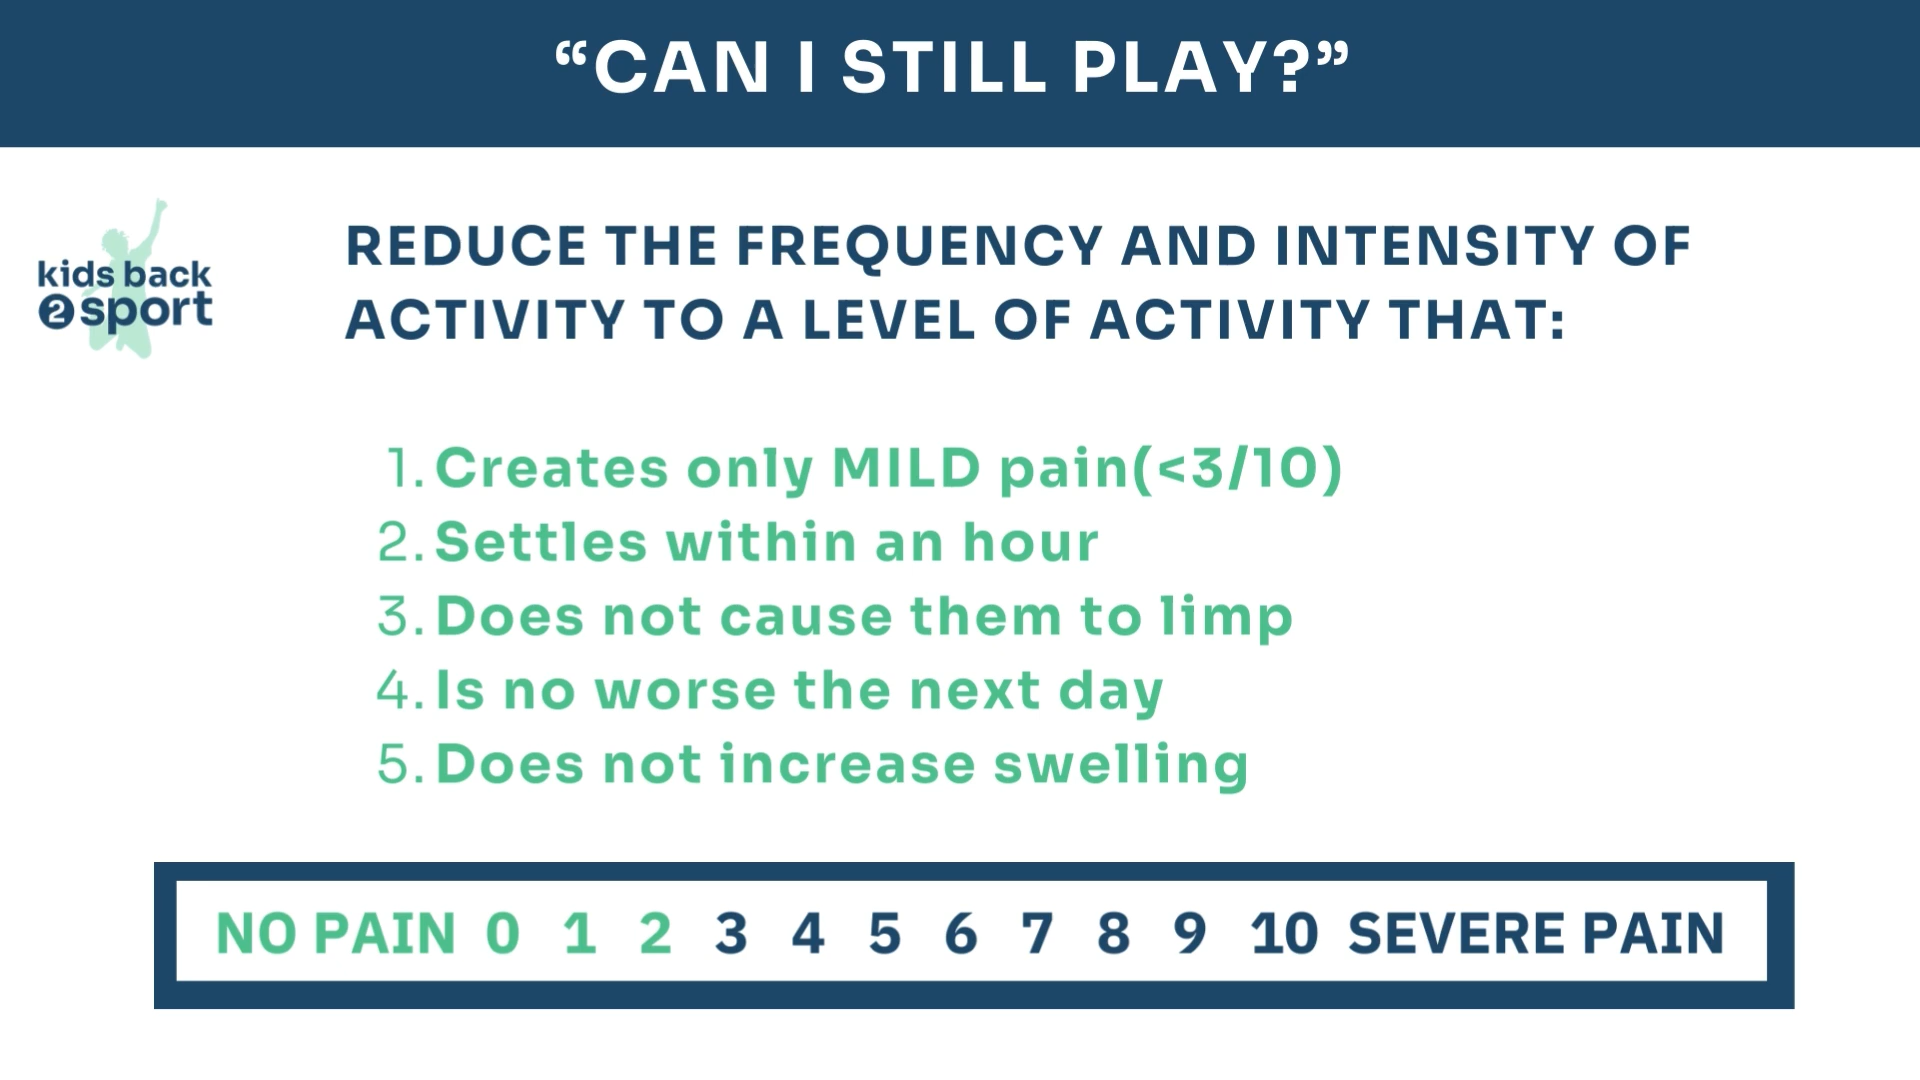 “CAN I STILL PLAY?”
kids back
2 sport
REDUCE THE FREQUENCY AND INTENSITY OF
ACTIVITY TO A LEVEL OF ACTIVITY THAT:
1. Creates only MILD pain(<3/10)
2. Settles within an hour
3. Does not cause them to limp
4. Is no worse the next day
5. Does not increase swelling
NO PAIN 0 1 2 3 4 5 6 7 8 9 10 SEVERE PAIN